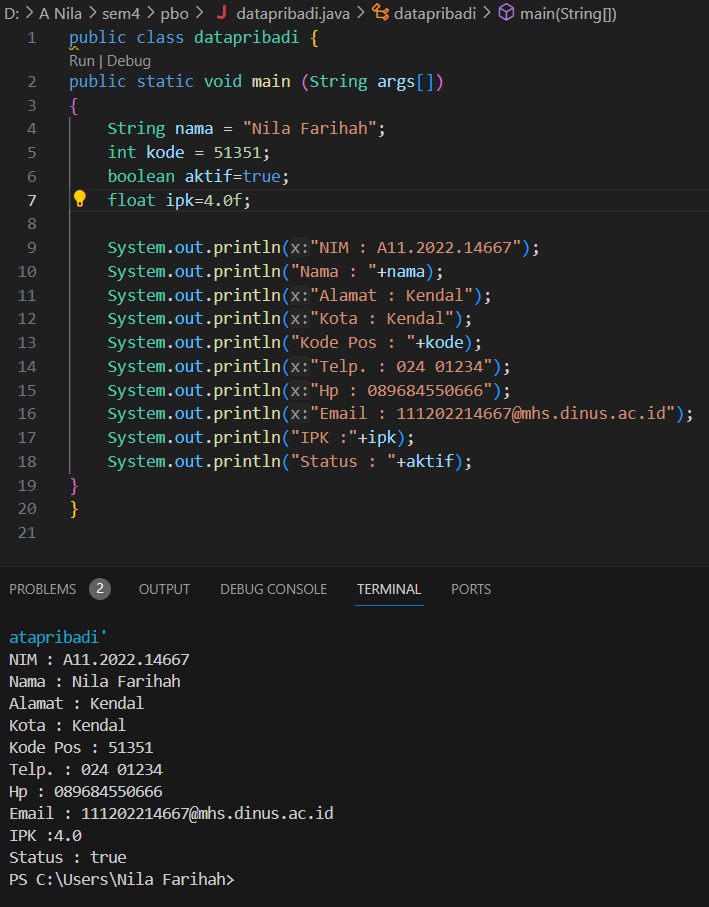 D: > A Nila > sem4 > pbo > J datapribadi.java > datapribadi > main(String[])
1 public class datapribadi {
Run | Debug
2 public static void main (String args[])
3 {
4 String nama = "Nila Farihah";
5 int kode = 51351;
6 boolean aktif=true;
7 float ipk=4.0f;
8
9 System.out.println(x:"NIM : A11.2022.14667");
10 System.out.println("Nama : "+nama);
11 System.out.println(x:"Alamat : Kendal");
12 System.out.println(x:"Kota : Kendal");
13 System.out.println("Kode Pos : "+kode);
14 System.out.println(x:"Telp. : 024 01234");
15 System.out.println(x:"Hp : 089684550666");
16 System.out.println(x:"Email : 111202214667@mhs.dinus.ac.id");
17 System.out.println("IPK :"+ipk);
18 System.out.println("Status : "+aktif);
19 }
20 }
21
PROBLEMS 2 OUTPUT DEBUG CONSOLE TERMINAL PORTS
atapribadi'
NIM : A11.2022.14667
Nama : Nila Farihah
Alamat : Kendal
Kota : Kendal
Kode Pos : 51351
Telp. : 024 01234
Hp : 089684550666
Email : 111202214667@mhs.dinus.ac.id
IPK :4.0
Status : true
PS C:\Users\Nila Farihah>